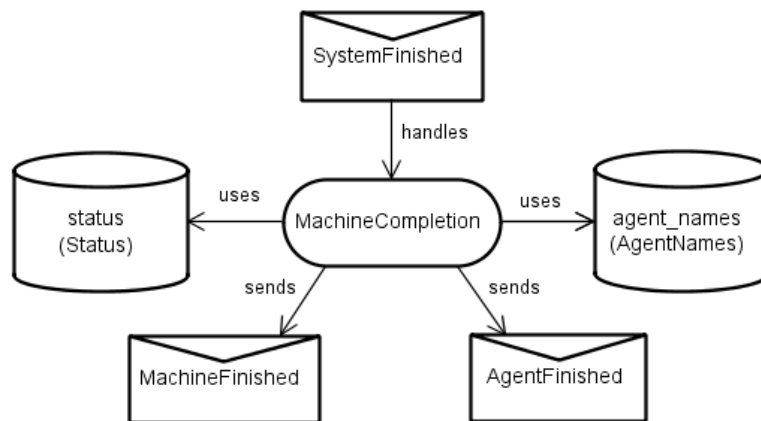 SystemFinished
handles
status
(Status)
uses
MachineCompletion
uses
agent_names
(AgentNames)
sends
sends
MachineFinished
AgentFinished